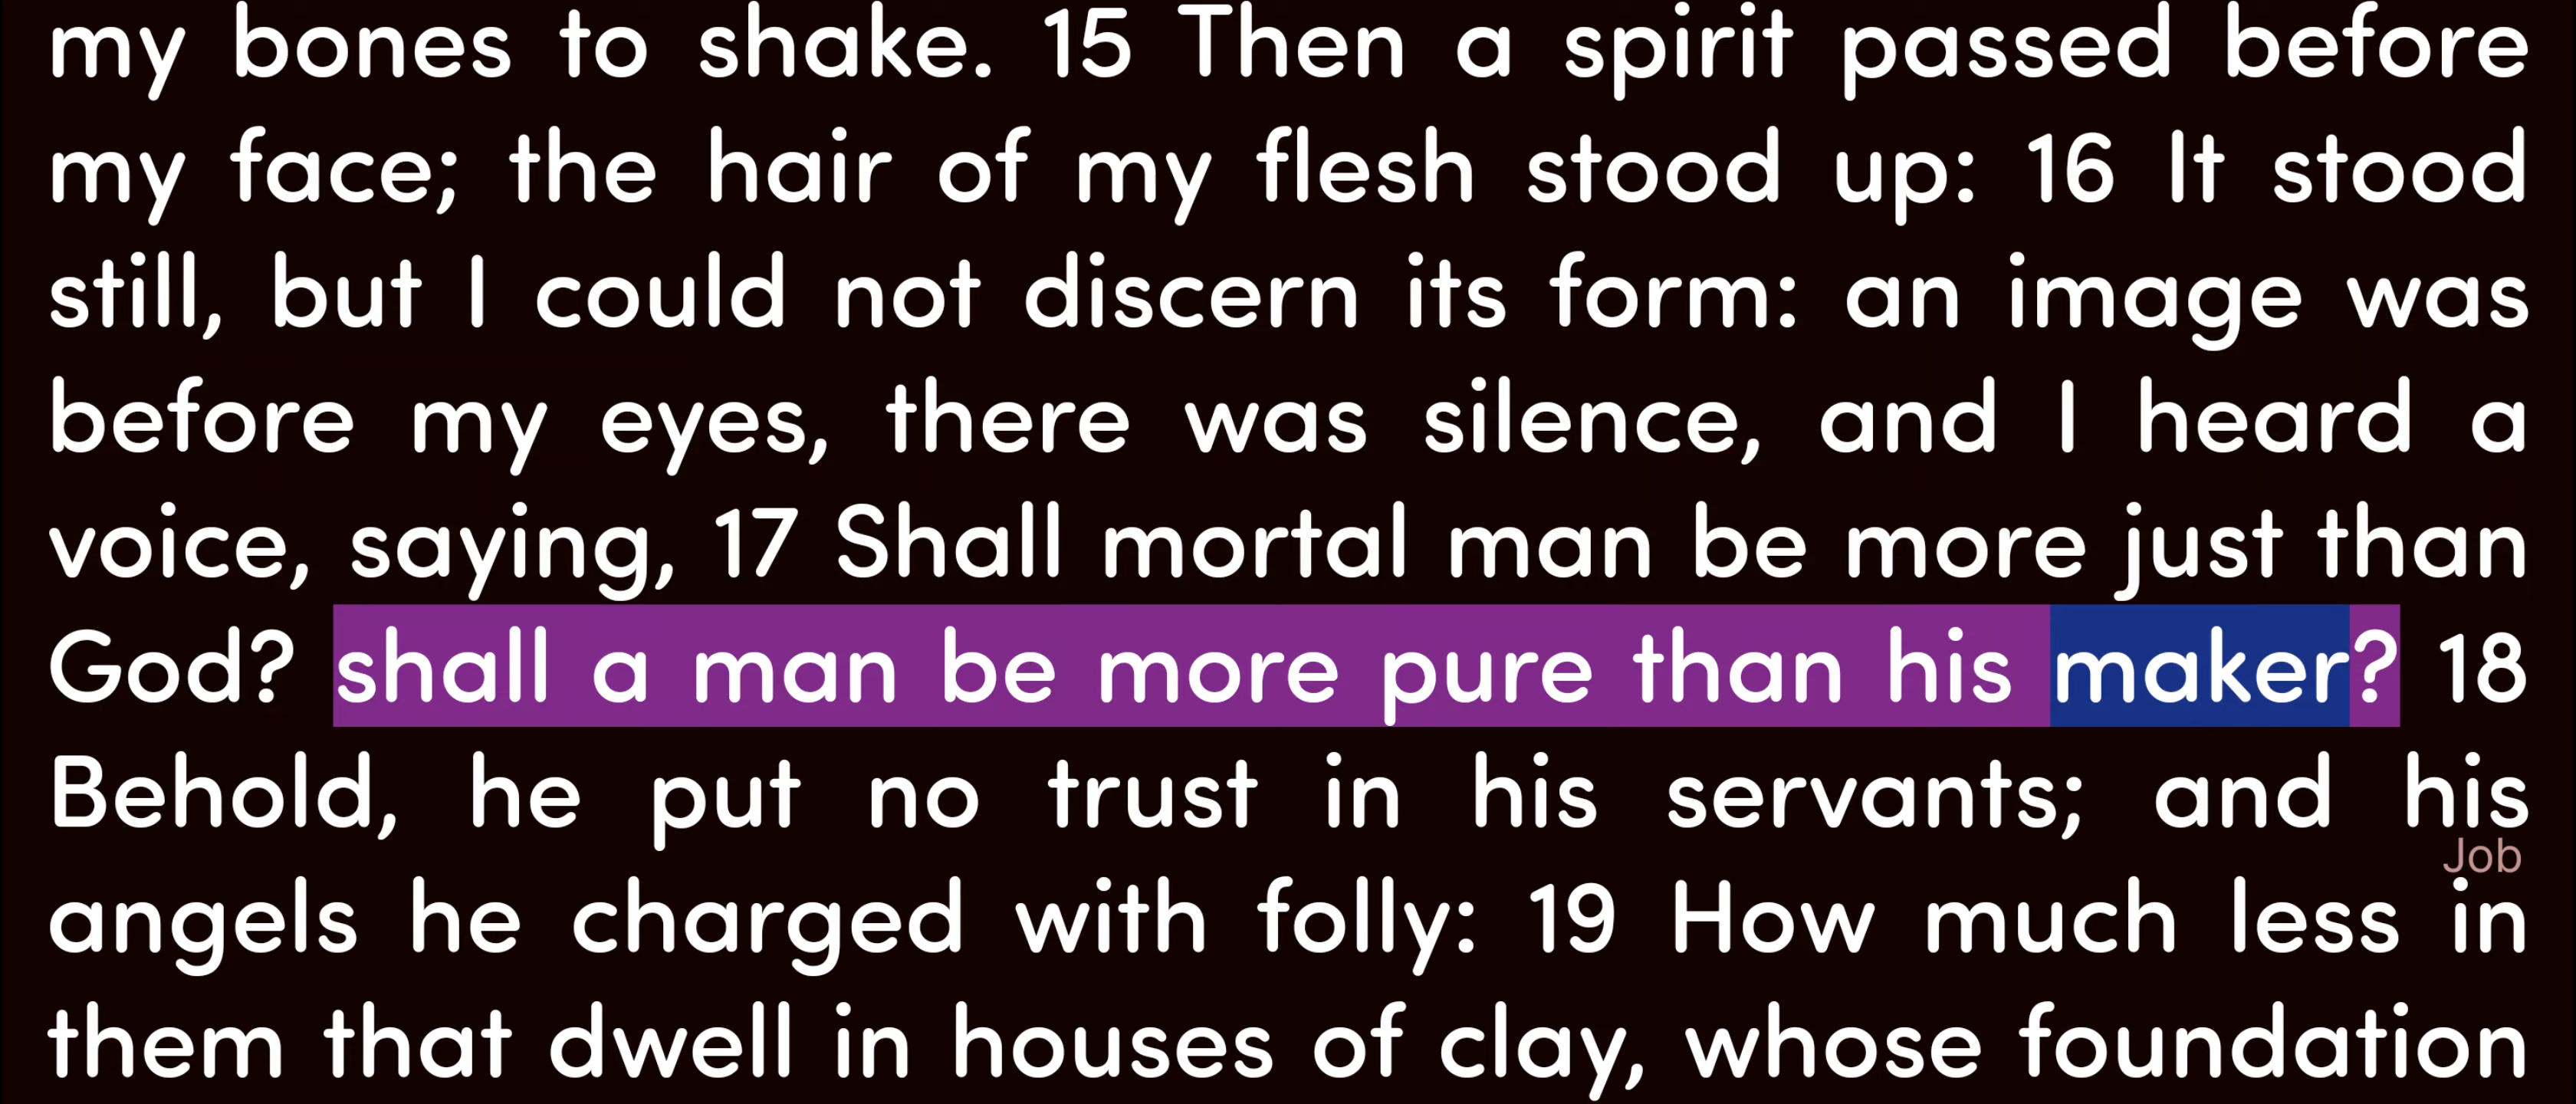 my bones to shake. 15 Then a spirit passed before
my face; the hair of my flesh stood up: 16 It stood
still, but I could not discern its form: an image was
before my eyes, there was silence, and I heard a
voice, saying, 17 Shall mortal man be more just than
God? shall a man be more pure than his maker? 18
Behold, he put no trust in his servants; and his
Job
angels he charged with folly: 19 How much less in
them that dwell in houses of clay, whose foundation